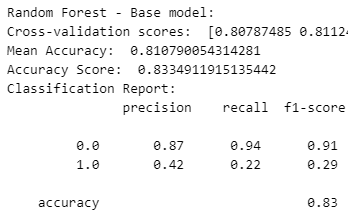 Random Forest - Base model:
Cross-validation scores:  [0.80787485 0.8112
Mean Accuracy:  0.810790054314281
Accuracy Score:  0.8334911915135442
Classification Report:
precision    recall  f1-score
0.0       0.87      0.94      0.91
1.0       0.42      0.22      0.29
accuracy                           0.83